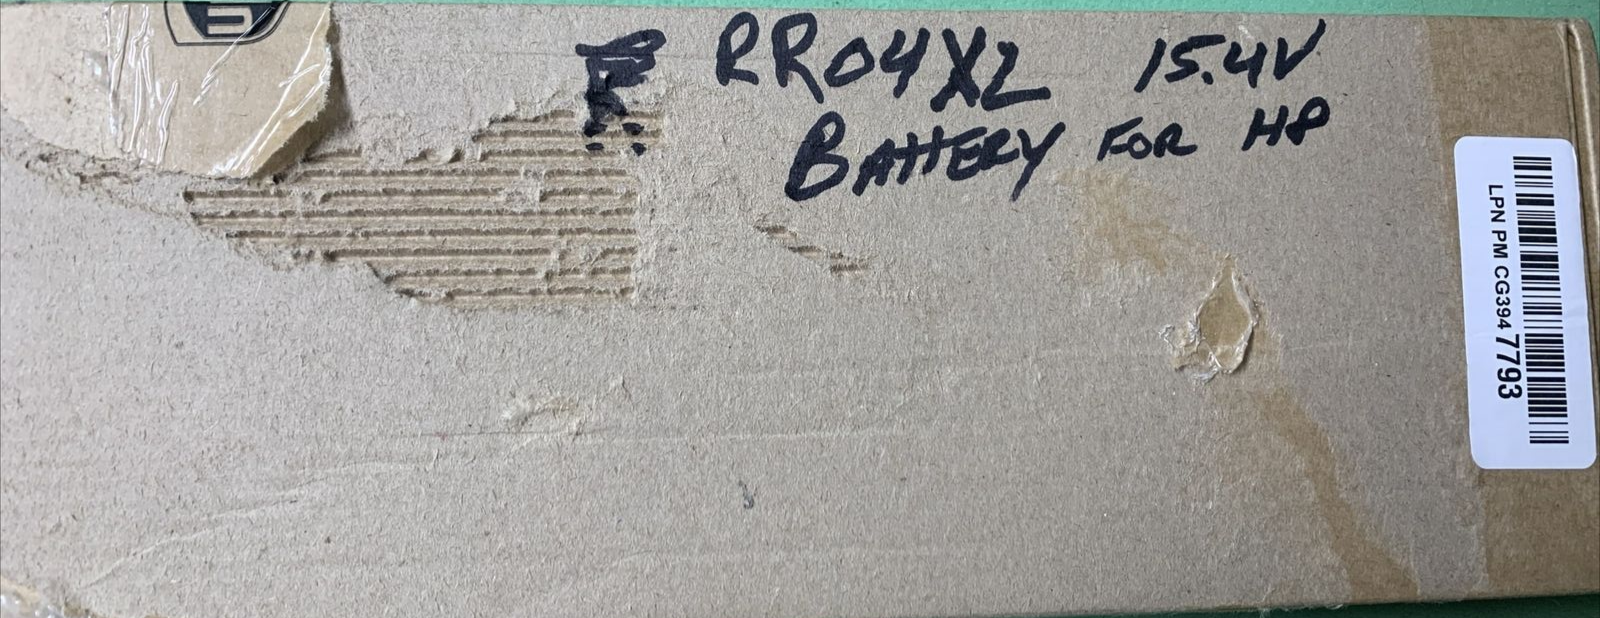 RR04XL 15.4V
BATTERY FOR HP
LPN PM CG394 7793